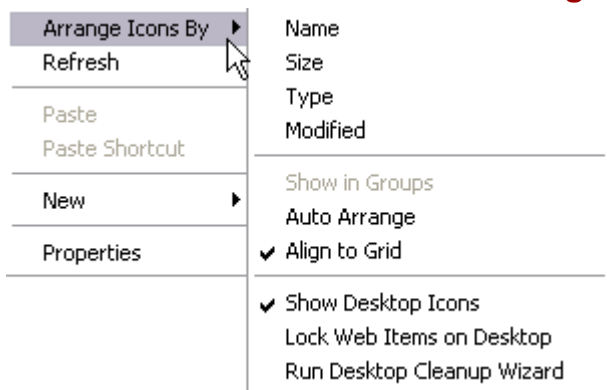 Arrange Icons By
Refresh
Paste
Paste Shortcut
New
Properties
Name
Size
Type
Modified
Show in Groups
Auto Arrange
Align to Grid
Show Desktop Icons
Lock Web Items on Desktop
Run Desktop Cleanup Wizard